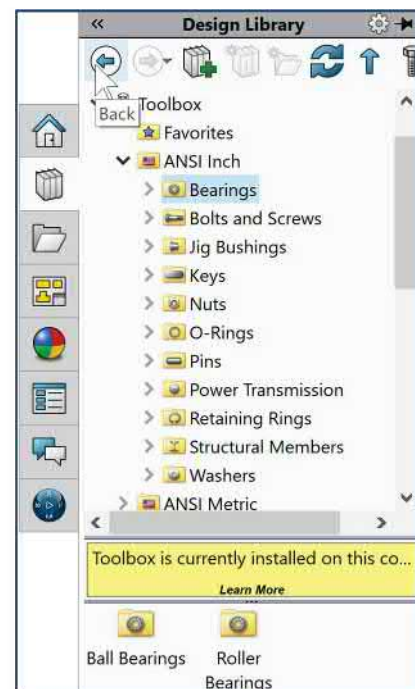 Design Library
Toolbox
Back
Favorites
ANSI Inch
Bearings
Bolts and Screws
Jig Bushings
Keys
Nuts
O-Rings
Pins
Power Transmission
Retaining Rings
Structural Members
Washers
ANSI Metric
Toolbox is currently installed on this co...
Learn More
Ball Bearings
Roller
Bearings